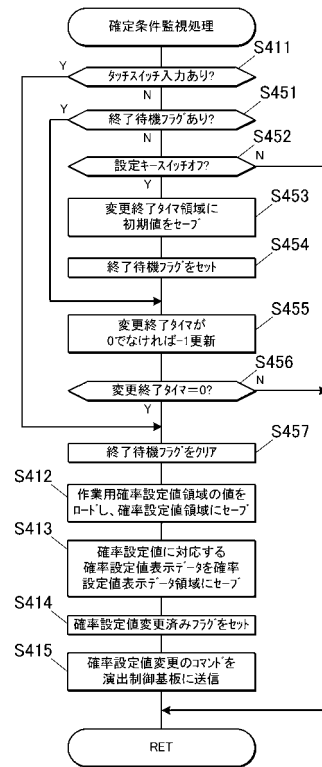 確定条件監視処理
S411
Y
タッチスイッチ入力あり?
N
S451
Y
終了待機フラグあり?
N
S452
設定キースイッチオフ?
N
Y
S453
変更終了タイマ領域に
初期値をセーブ
S454
終了待機フラグをセット
S455
変更終了タイマが
0でなければ-1更新
S456
変更終了タイマ=0?
N
Y
S457
終了待機フラグをクリア
S412
作業用確率設定値領域の値を
ロードし、確率設定値領域にセーブ
S413
確率設定値に対応する
確率設定値表示データを確率
設定値表示データ領域にセーブ
S414
確率設定値変更済みフラグをセット
S415
確率設定値変更のコマンドを
演出制御基板に送信
RET